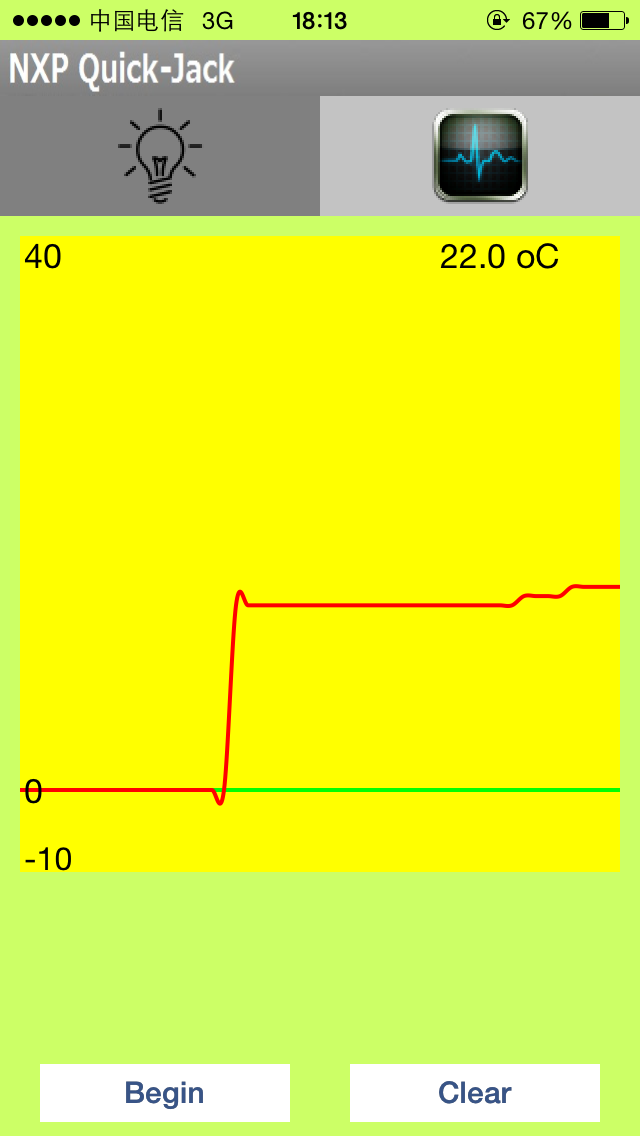 中国电信 3G 18:13 67%
NXP Quick-Jack
40 22.0 oC
0
-10
Begin Clear